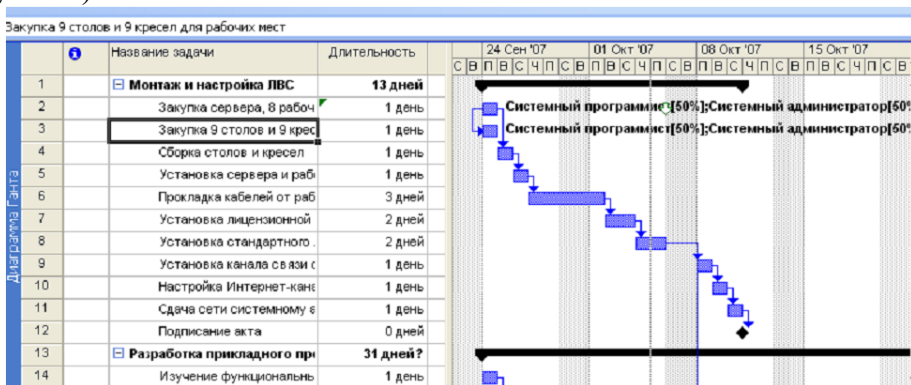 Закупка 9 столов и 9 кресел для рабочих мест
Название задачи Длительность 24 Сен '07 01 Окт '07 08 Окт '07 15 Окт '07
С В П В С Ч П С В П В С Ч П С В П В С Ч П С В П В С Ч П С В
1 Монтаж и настройка ЛВС 13 дней
2 Закупка сервера, 8 рабоч 1 день Системный программист[50%];Системный администратор[50%
3 Закупка 9 столов и 9 крес 1 день Системный программист[50%];Системный администратор[50%
4 Сборка столов и кресел 1 день
5 Установка сервера и раб 1 день
6 Прокладка кабелей от раб 3 дней
7 Установка лицензионной 2 дней
8 Установка стандартного . 2 дней
9 Установка канала связи с 1 день
10 Настройка Интернет-кана 1 день
11 Сдача сети системному а 1 день
12 Подписание акта 0 дней
13 Разработка прикладного пр 31 дней?
14 Изучение функциональнь 1 день
Диаграмма Ганта